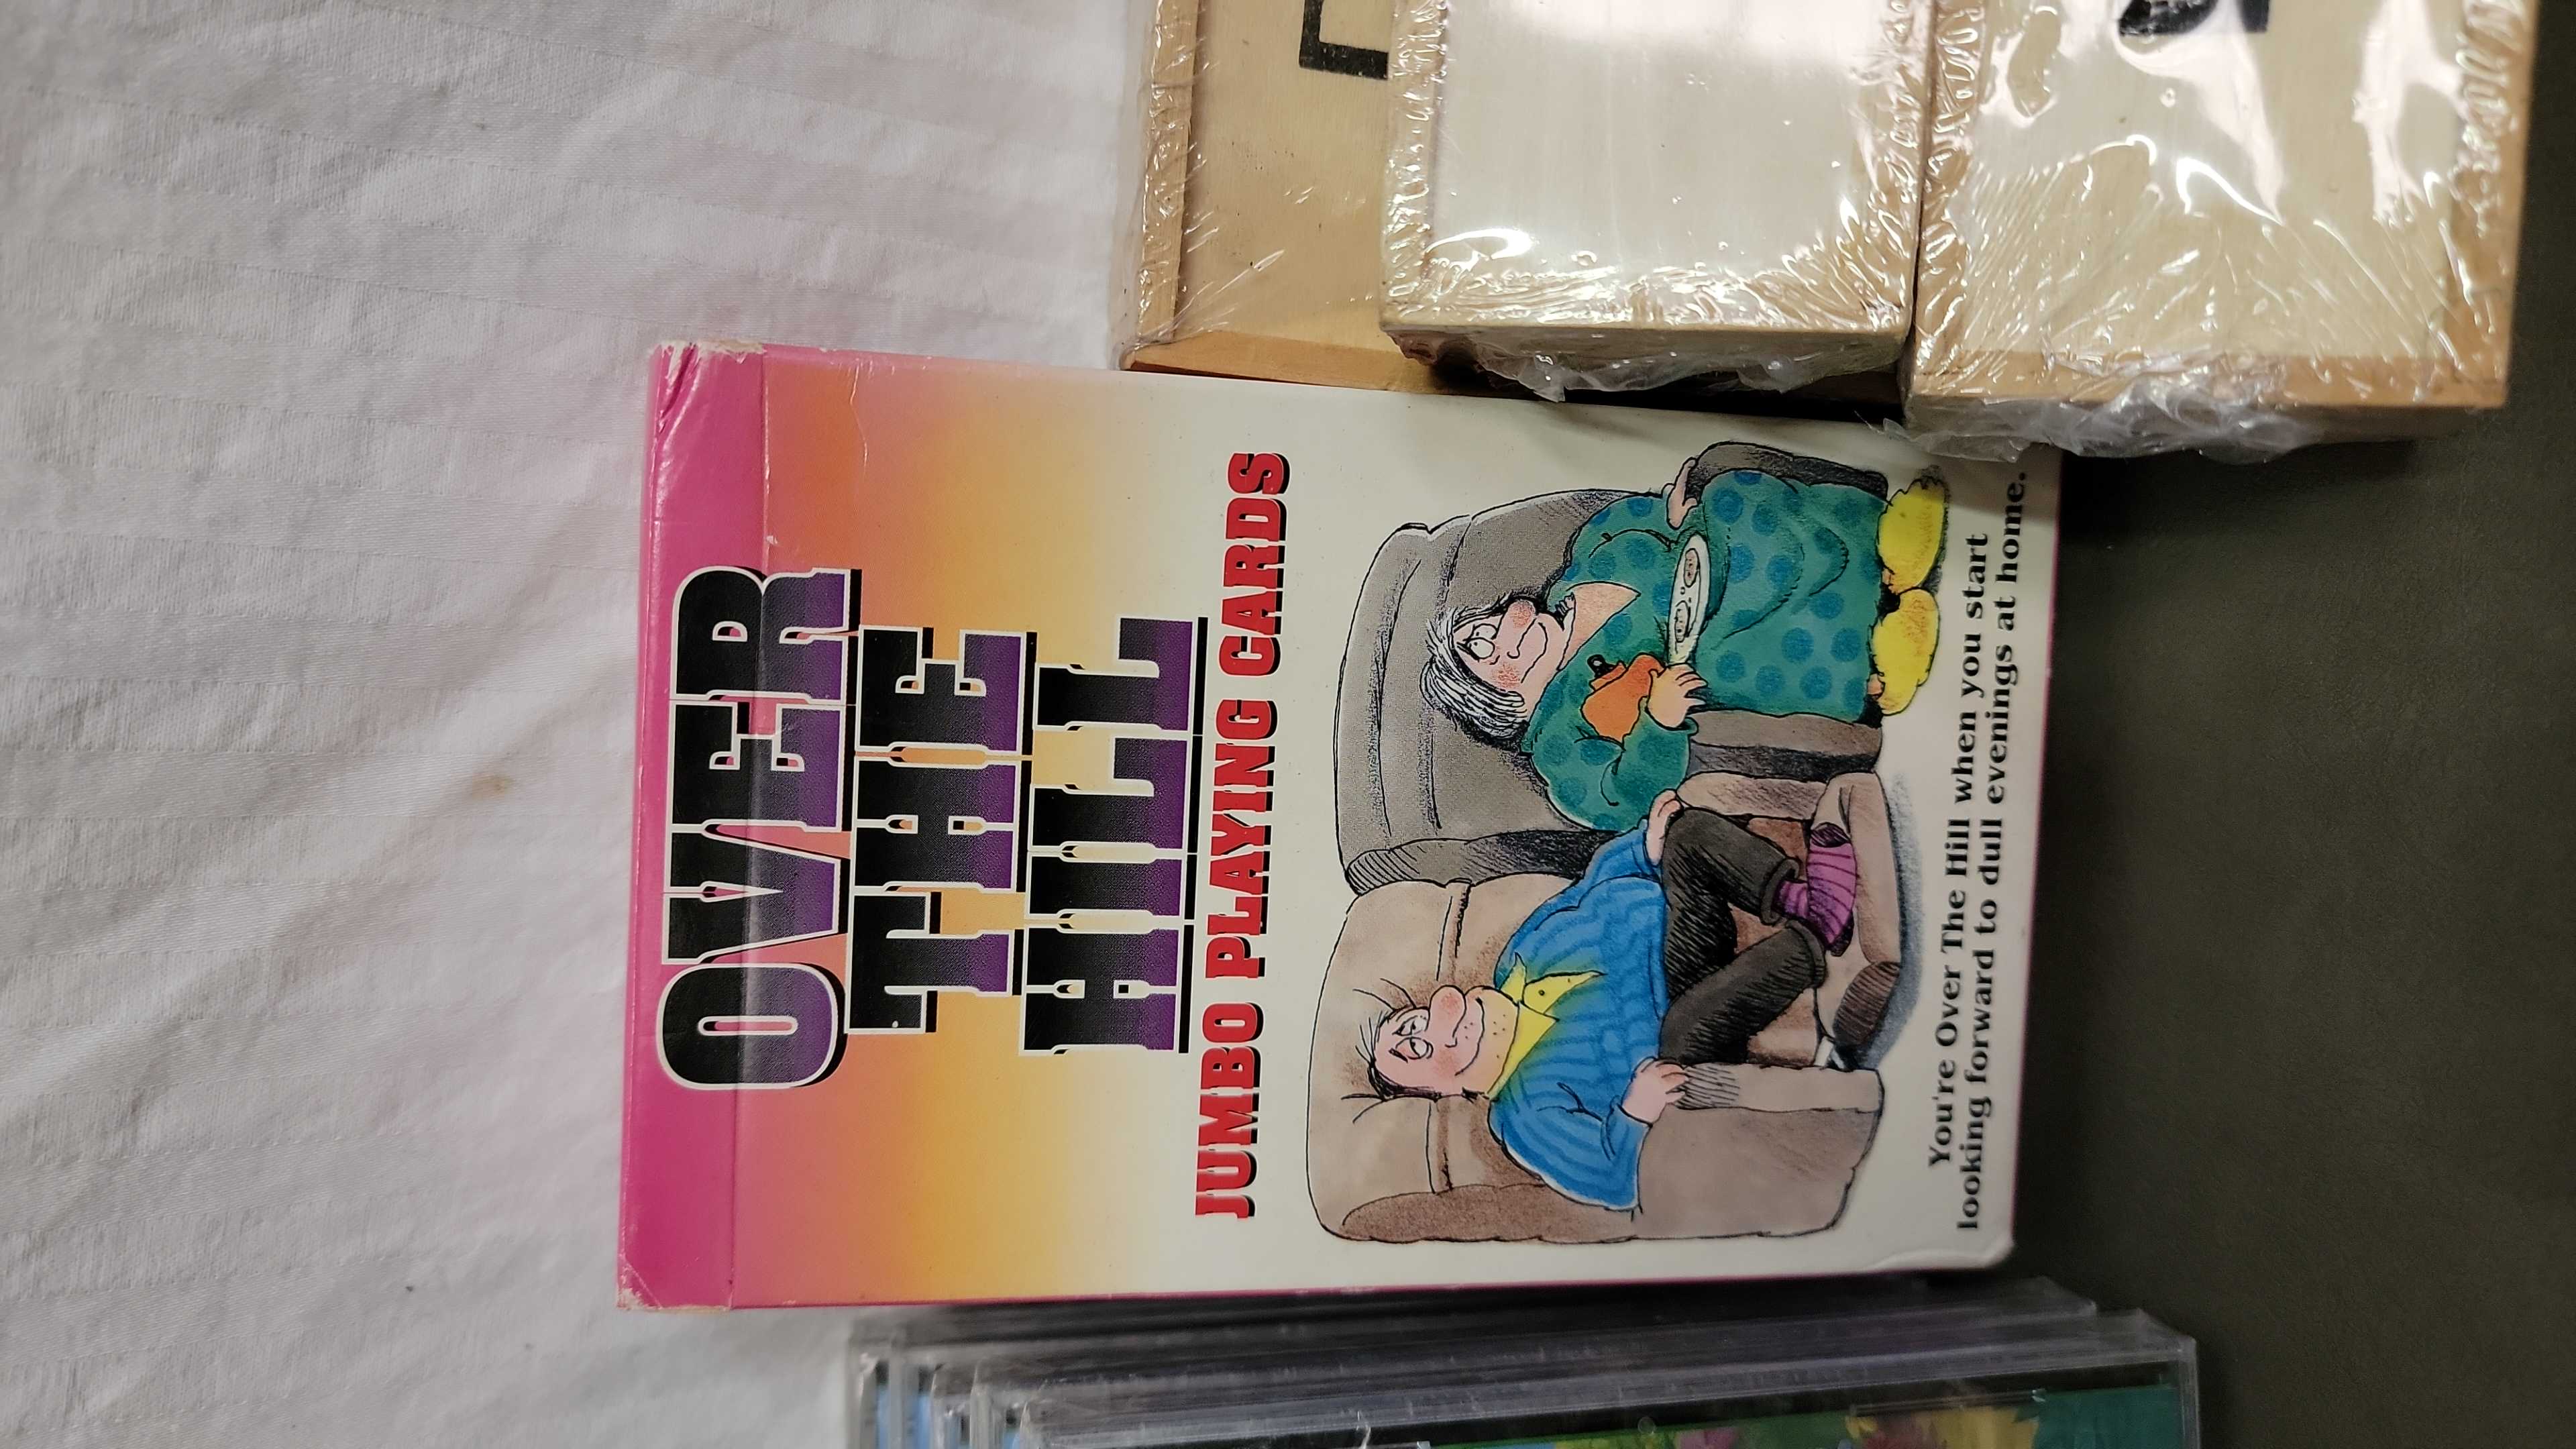 OVER
THE
HILL
JUMBO PLAYING CARDS
You're Over The Hill when you start
looking forward to dull evenings at home.